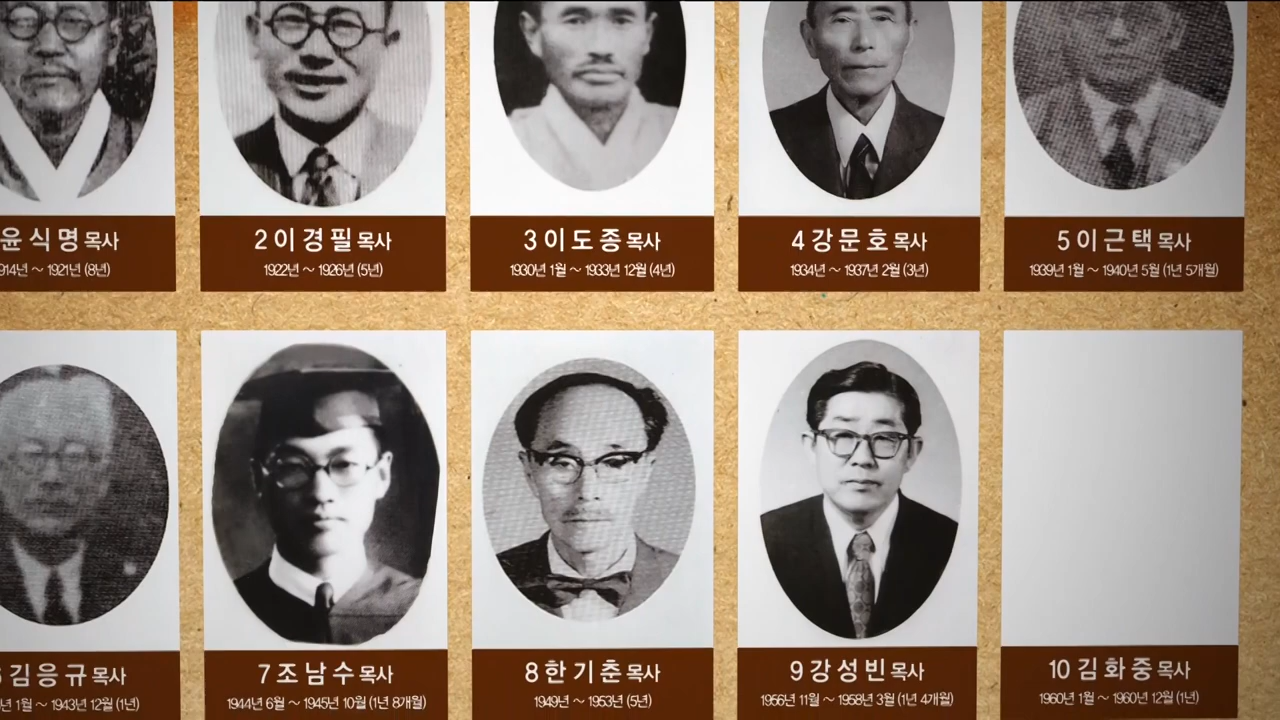 윤식명 목사
914년 ~ 1921년 (8년)
2 이경필 목사
1922년 ~ 1926년 (5년)
3 이도종 목사
1930년 1월 ~ 1933년 12월 (4년)
4 강문호 목사
1934년 ~ 1937년 2월 (3년)
5 이근택 목사
1939년 1월 ~ 1940년 5월 (1년 5개월)
6 김응규 목사
년 1월 ~ 1943년 12월 (1년)
7 조남수 목사
1944년 6월 ~ 1945년 10월 (1년 8개월)
8 한기춘 목사
1949년 ~ 1953년 (5년)
9 강성빈 목사
1956년 11월 ~ 1958년 3월 (1년 4개월)
10 김화중 목사
1960년 1월 ~ 1960년 12월 (1년)